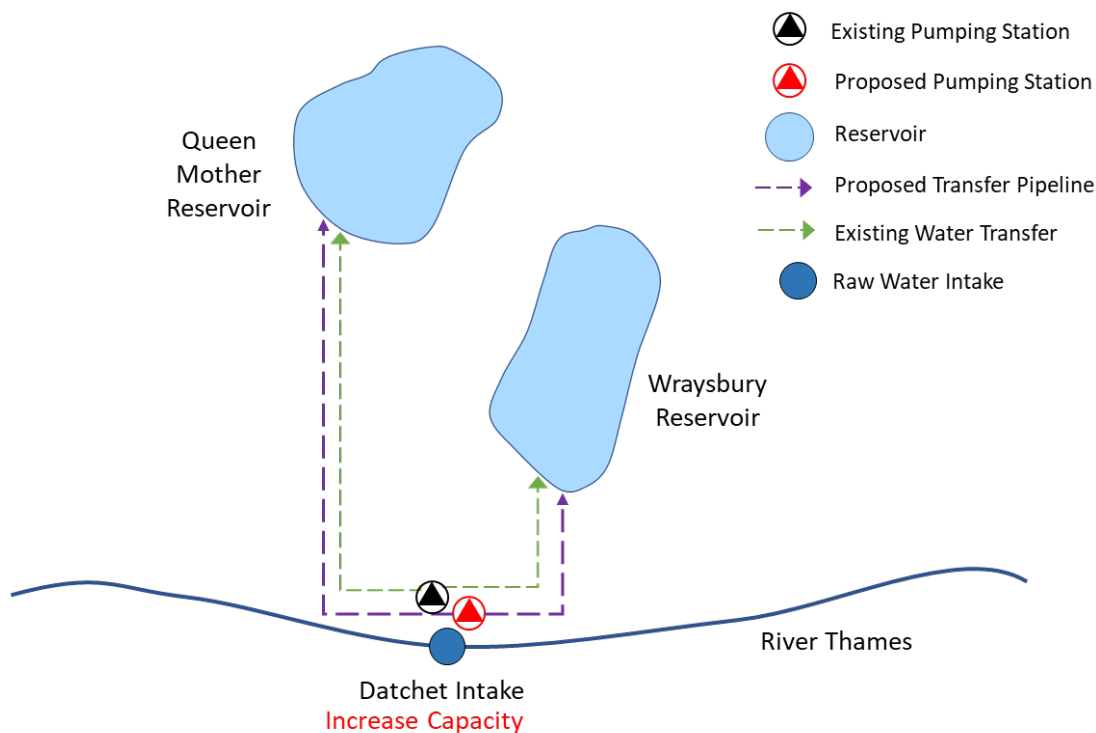 Existing Pumping Station
Proposed Pumping Station
Reservoir
Proposed Transfer Pipeline
Existing Water Transfer
Raw Water Intake
Queen
Mother
Reservoir
Wraysbury
Reservoir
River Thames
Datchet Intake
Increase Capacity